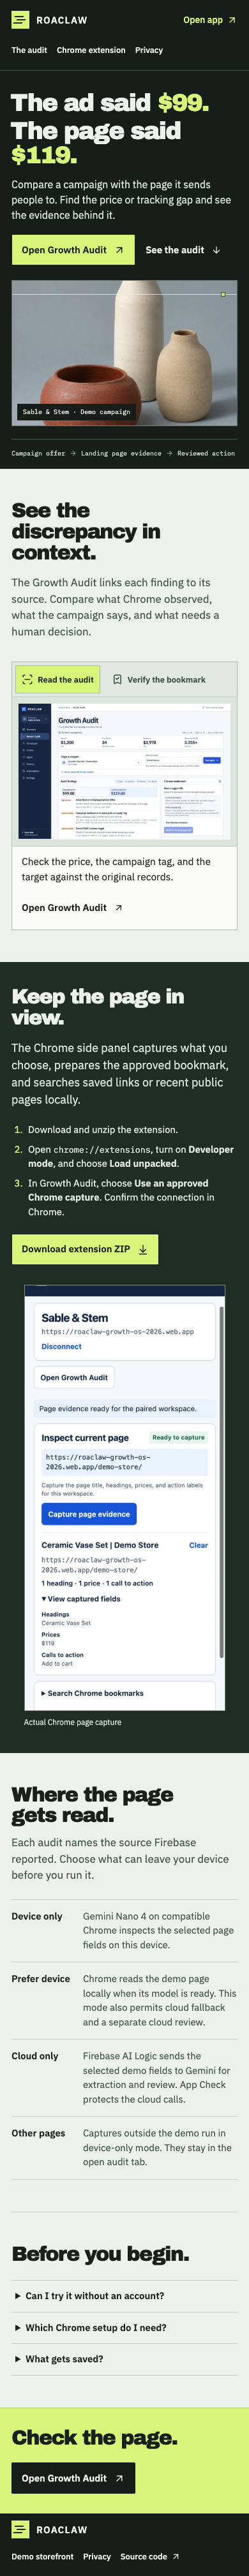 ROACLAW
Open app
The audit Chrome extension Privacy
The ad said $99.
The page said
$119.
Compare a campaign with the page it sends
people to. Find the price or tracking gap and see
the evidence behind it.
Open Growth Audit
See the audit
Sable & Stem · Demo campaign
Campaign offer → Landing page evidence → Reviewed action
See the
discrepancy in
context.
The Growth Audit links each finding to its
source. Compare what Chrome observed,
what the campaign says, and what needs a
human decision.
Read the audit
Verify the bookmark
ROACLAW
Growth Audit
Check the price, the campaign tag, and the
target against the original records.
Open Growth Audit
Keep the page in
view.
The Chrome side panel captures what you
choose, prepares the approved bookmark,
and searches saved links or recent public
pages locally.
1. Download and unzip the extension.
2. Open chrome://extensions, turn on Developer
mode, and choose Load unpacked.
3. In Growth Audit, choose Use an approved
Chrome capture. Confirm the connection in
Chrome.
Download extension ZIP
Sable & Stem
https://roaclaw-growth-os-2026.web.app
Disconnect
Open Growth Audit
Page evidence ready for the paired workspace.
Inspect current page
Ready to capture
https://roaclaw-growth-os-
2026.web.app/demo-store/
Capture the page title, headings, prices, and action labels
for this workspace.
Capture page evidence
Ceramic Vase Set | Demo Store
Clear
https://roaclaw-growth-os-
2026.web.app/demo-store/
1 heading · 1 price · 1 call to action
▼ View captured fields
Headings
Ceramic Vase Set
Prices
$119
Calls to action
Add to cart
▶ Search Chrome bookmarks
Actual Chrome page capture
Where the page
gets read.
Each audit names the source Firebase
reported. Choose what can leave your device
before you run it.
Device only
Gemini Nano 4 on compatible
Chrome inspects the selected page
fields on this device.
Prefer device
Chrome reads the demo page
locally when its model is ready. This
mode also permits cloud fallback
and a separate cloud review.
Cloud only
Firebase AI Logic sends the
selected demo fields to Gemini for
extraction and review. App Check
protects the cloud calls.
Other pages
Captures outside the demo run in
device-only mode. They stay in the
open audit tab.
Before you begin.
▶ Can I try it without an account?
▶ Which Chrome setup do I need?
▶ What gets saved?
Check the page.
Open Growth Audit
ROACLAW
Demo storefront Privacy Source code